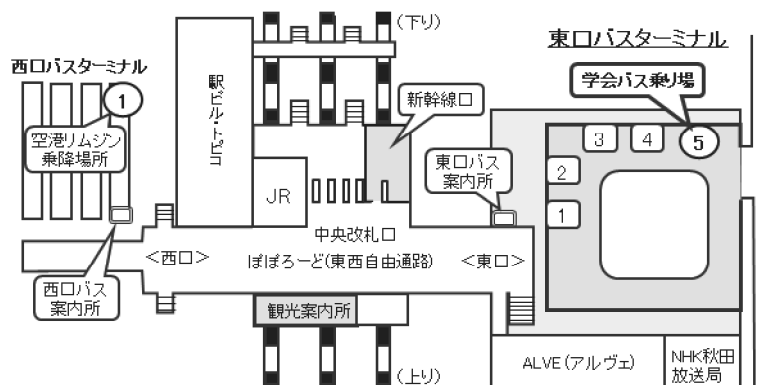 (下り)
東口バスターミナル
西口バスターミナル
学会バス乗り場
1
空港リムジン
乗降場所
駅ビル・トピコ
新幹線口
3
4
5
東口バス
案内所
2
JR
1
中央改札口
<西口>
ぽぽろーど(東西自由通路)
<東口>
西口バス
案内所
観光案内所
ALVE(アルヴェ)
NHK秋田
放送局
(上り)